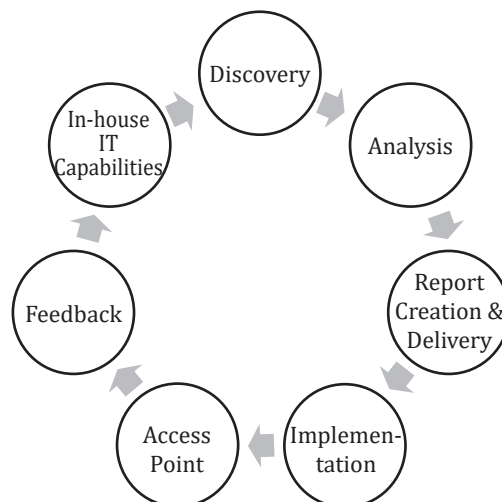 Discovery
Analysis
Report
Creation &
Delivery
Implemen-
tation
Access
Point
Feedback
In-house
IT
Capabilities